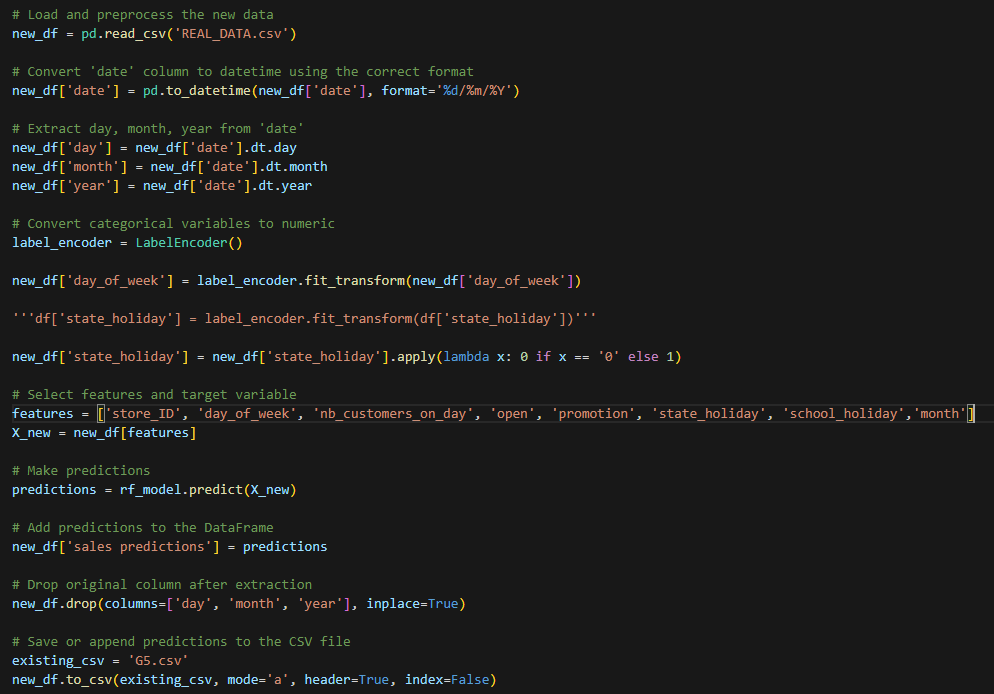 # Load and preprocess the new data
new_df = pd.read_csv('REAL_DATA.csv')
# Convert 'date' column to datetime using the correct format
new_df['date'] = pd.to_datetime(new_df['date'], format='%d/%m/%Y')
# Extract day, month, year from 'date'
new_df['day'] = new_df['date'].dt.day
new_df['month'] = new_df['date'].dt.month
new_df['year'] = new_df['date'].dt.year
# Convert categorical variables to numeric
label_encoder = LabelEncoder()
new_df['day_of_week'] = label_encoder.fit_transform(new_df['day_of_week'])
'''df['state_holiday'] = label_encoder.fit_transform(df['state_holiday'])'''
new_df['state_holiday'] = new_df['state_holiday'].apply(lambda x: 0 if x == '0' else 1)
# Select features and target variable
features = ['store_ID', 'day_of_week', 'nb_customers_on_day', 'open', 'promotion', 'state_holiday', 'school_holiday','month']
X_new = new_df[features]
# Make predictions
predictions = rf_model.predict(X_new)
# Add predictions to the DataFrame
new_df['sales predictions'] = predictions
# Drop original column after extraction
new_df.drop(columns=['day', 'month', 'year'], inplace=True)
# Save or append predictions to the CSV file
existing_csv = 'G5.csv'
new_df.to_csv(existing_csv, mode='a', header=True, index=False)